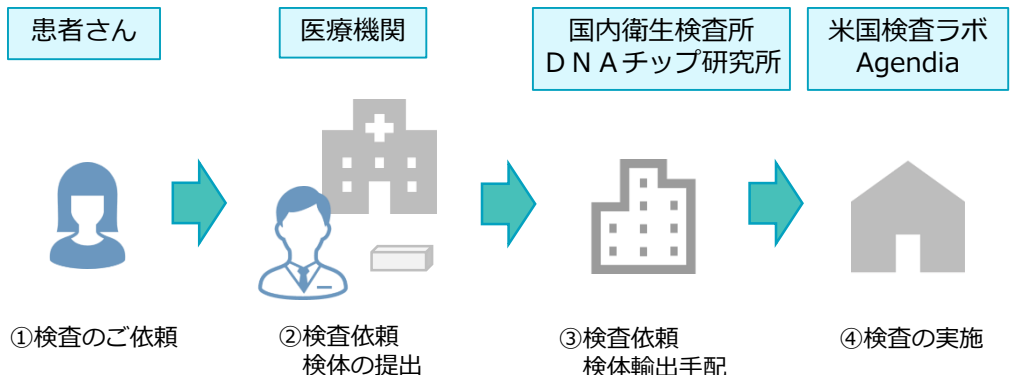 患者さん
医療機関
国内衛生検査所
ＤＮＡチップ研究所
米国検査ラボ
Agendia
①検査のご依頼
②検査依頼
検体の提出
③検査依頼
検体輸出手配
④検査の実施